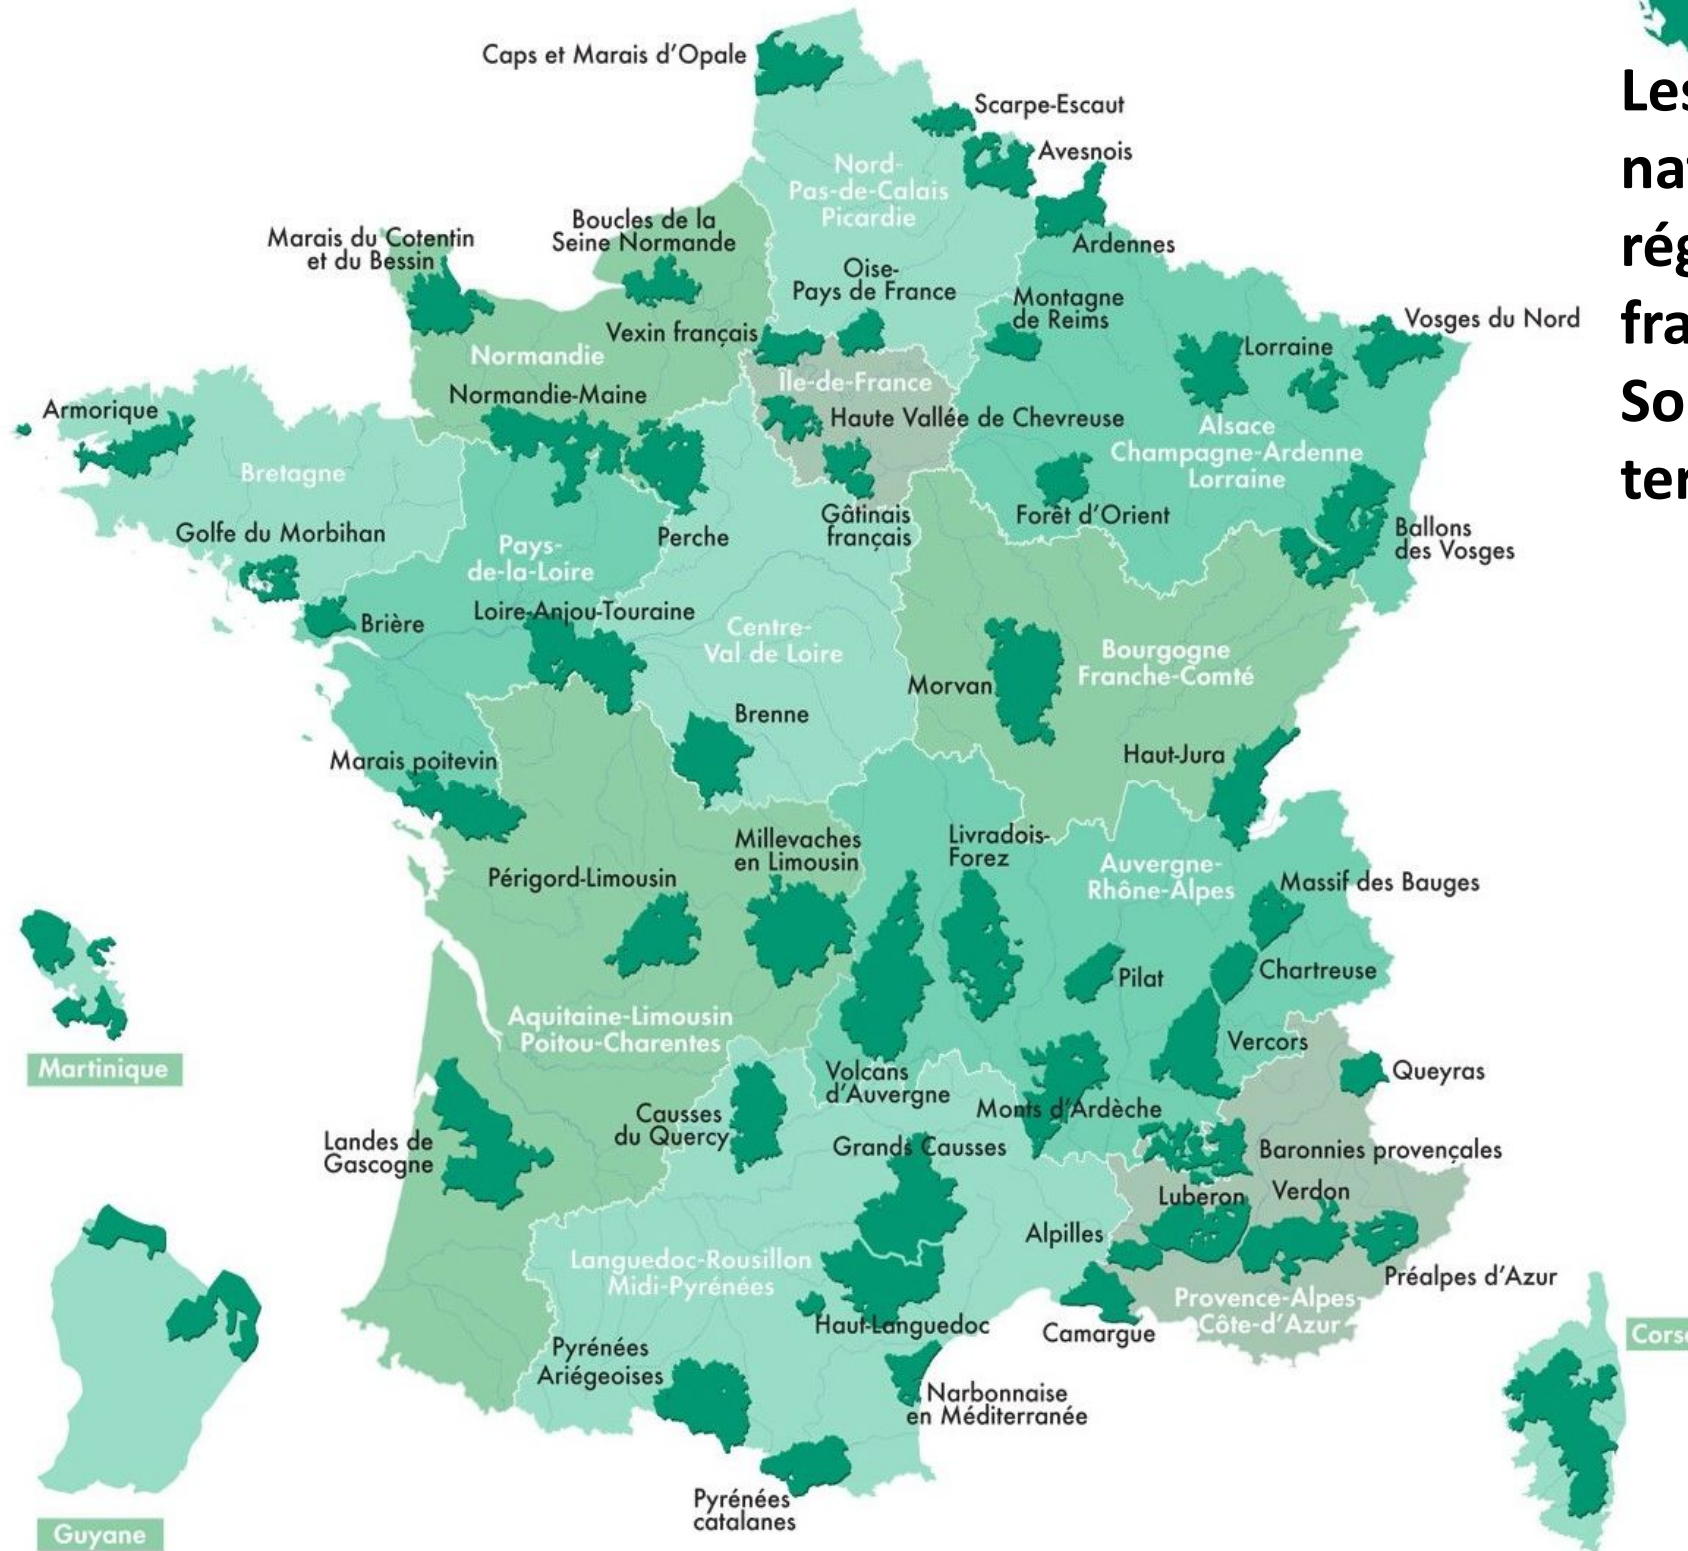 Caps et Marais d'Opale
Scarpe-Escaut
Avesnois
Nord-
Pas-de-Calais
Picardie
Ardennes
Marais du Cotentin
et du Bessin
Boucles de la
Seine Normande
Oise-
Pays de France
Montagne
de Reims
Vexin français
Vosges du Nord
Lorraine
Normandie
Île-de-France
Normandie-Maine
Armorique
Haute Vallée de Chevreuse
Alsace
Champagne-Ardenne
Lorraine
Bretagne
Golfe du Morbihan
Perche
Gâtinais
français
Forêt d'Orient
Ballons
des Vosges
Pays-
de-la-Loire
Brière
Loire-Anjou-Touraine
Centre-
Val de Loire
Bourgogne
Franche-Comté
Morvan
Brenne
Haut-Jura
Marais poitevin
Millevaches
en Limousin
Livradois-
Forez
Périgord-Limousin
Auvergne-
Rhône-Alpes
Massif des Bauges
Pilat
Chartreuse
Aquitaine-Limousin
Poitou-Charentes
Vercors
Martinique
Volcans
d'Auvergne
Queyras
Causses
du Quercy
Monts d'Ardèche
Landes de
Gascogne
Grands Causses
Baronnies provençales
Luberon
Verdon
Alpilles
Languedoc-Rousillon
Midi-Pyrénées
Préalpes d'Azur
Provence-Alpes-
Côte-d'Azur
Haut-Languedoc
Camargue
Pyrénées
Ariégeoises
Narbonnaise
en Méditerranée
Pyrénées
catalanes
Guyane
Les